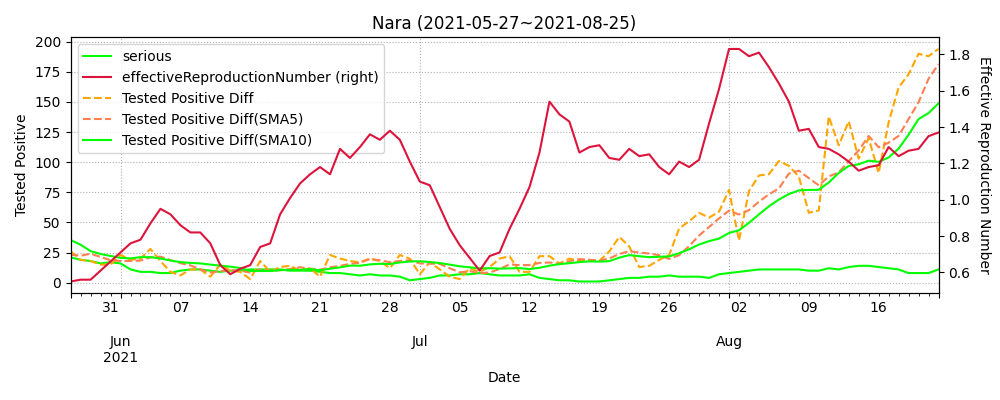 Nara (2021-05-27~2021-08-25)
serious
effectiveReproductionNumber (right)
Tested Positive Diff
Tested Positive Diff(SMA5)
Tested Positive Diff(SMA10)
200
175
150
125
100
75
50
25
0
Tested Positive
1.8
1.6
1.4
1.2
1.0
0.8
0.6
Effective Reproduction Number
31 07 14 21 28 05 12 19 26 02 09 16
Jun Jul Aug
2021
Date